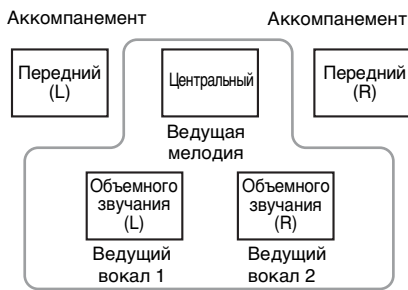 Аккомпанемент
Аккомпанемент
Передний
(L)
Центральный
Передний
(R)
Ведущая
мелодия
Объемного
звучания
(L)
Объемного
звучания
(R)
Ведущий
вокал 1
Ведущий
вокал 2